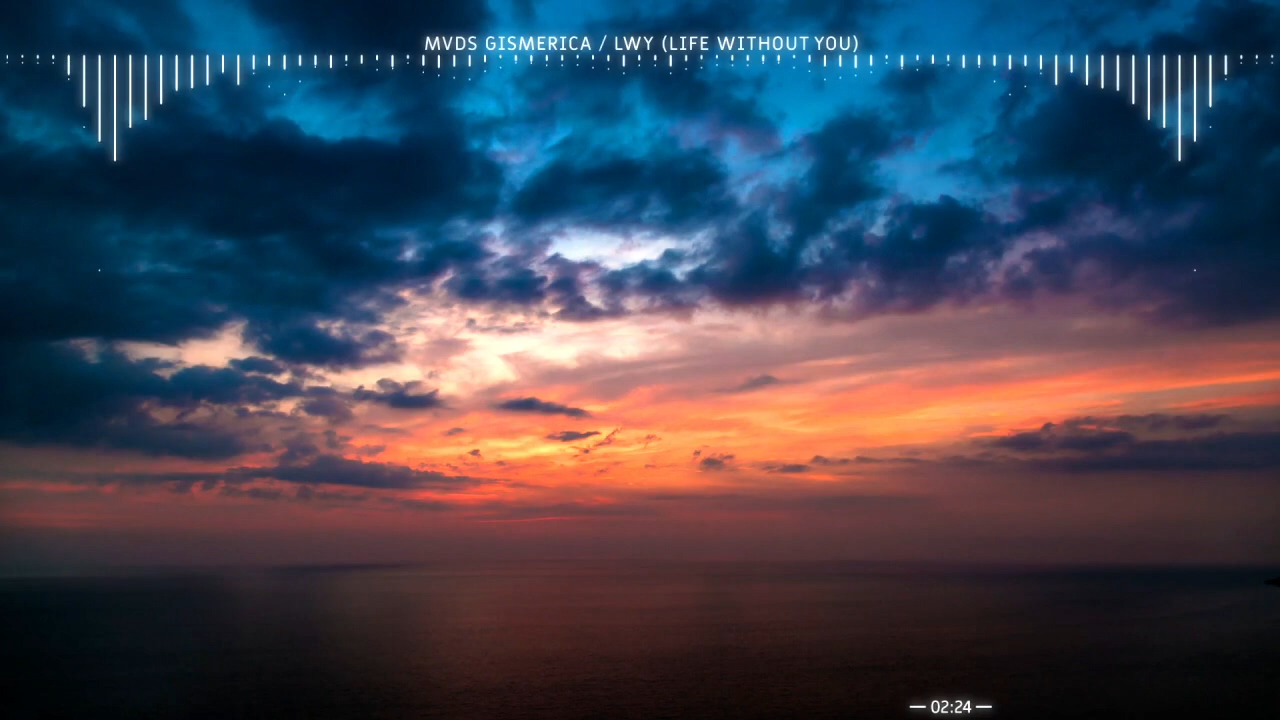 MVDS GISMERICA / LWY (LIFE WITHOUT YOU)
— 02:24 —